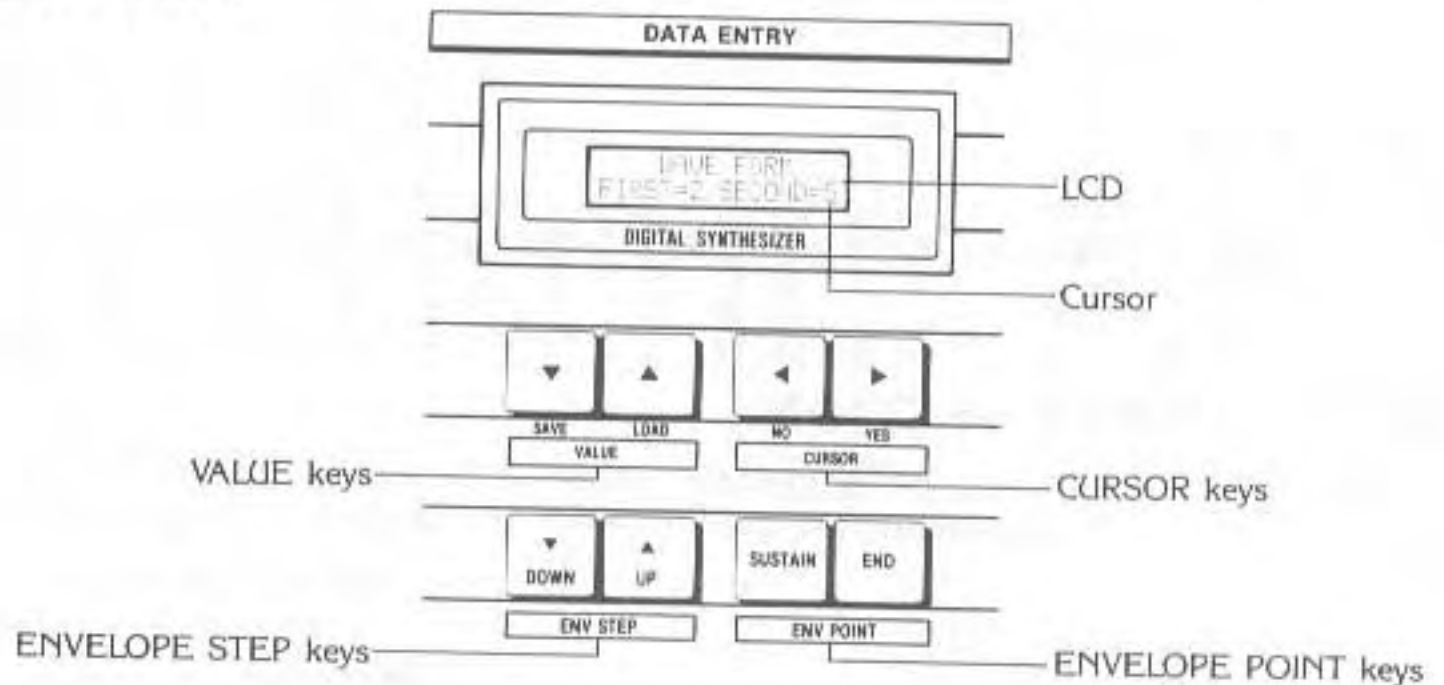 DATA ENTRY
WAVE FORM
FIRST=2 SECOND=5
LCD
DIGITAL SYNTHESIZER
Cursor
▼ ▲ ◀ ▶
SAVE LOAD NO YES
VALUE CURSOR
VALUE keys CURSOR keys
▼ ▲ SUSTAIN END
DOWN UP
ENV STEP ENV POINT
ENVELOPE STEP keys ENVELOPE POINT keys